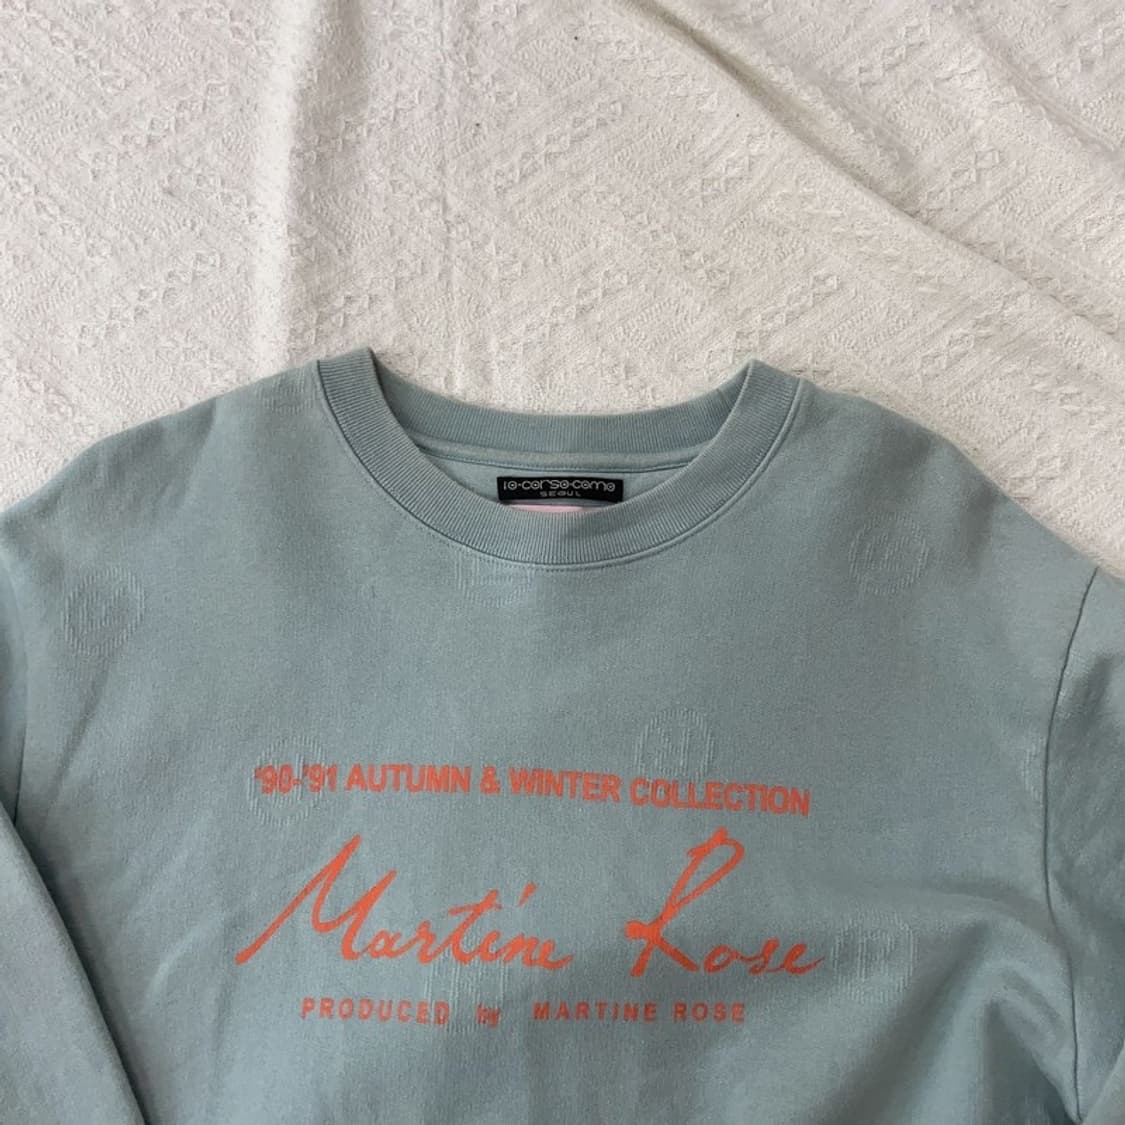 10·corso·como
SEOUL
'90-'91 AUTUMN & WINTER COLLECTION
Martine Rose
PRODUCED by MARTINE ROSE